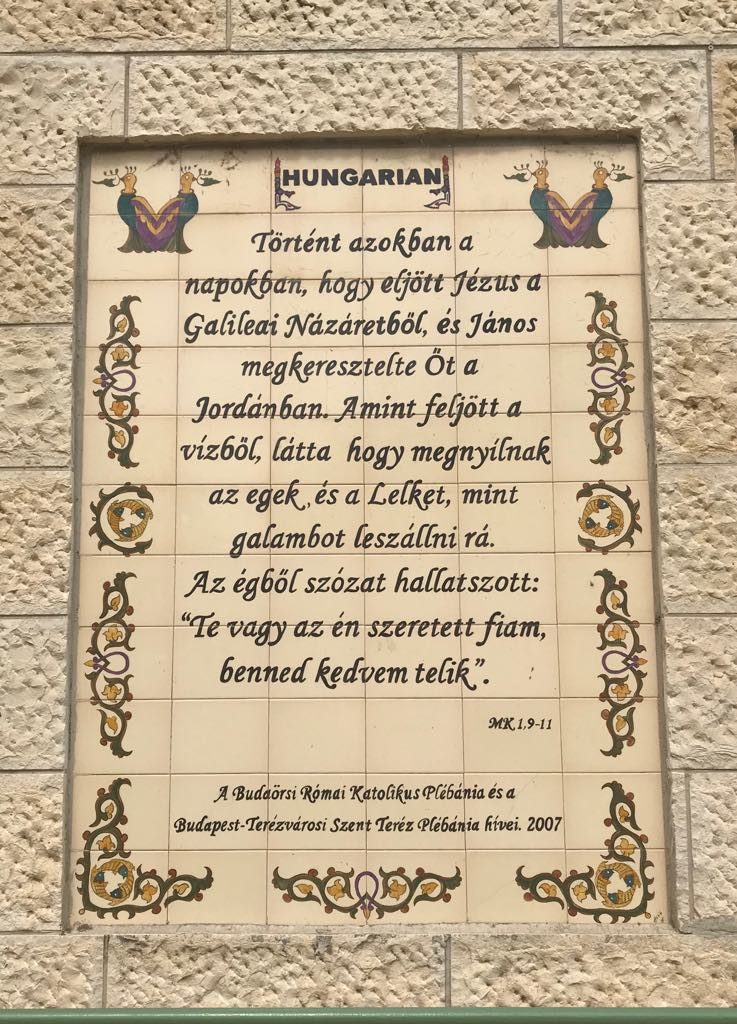 HUNGARIAN
Történt azokban a
napokban, hogy eljött Jézus a
Galileai Názáretből, és János
megkeresztelte Őt a
Jordánban. Amint feljött a
vízből, látta hogy megnyílnak
az egek, és a Lelket, mint
galambot leszállni rá.
Az égből szózat hallatszott:
“Te vagy az én szeretett fiam,
benned kedvem telik”.
MK 1,9-11
A Budaörsi Római Katolikus Plébánia és a
Budapest-Terézvárosi Szent Teréz Plébánia hívei. 2007